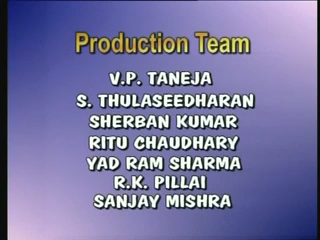 Production Team
V.P. TANEJA
S. THULASEEDHARAN
SHERBAN KUMAR
RITU CHAUDHARY
YAD RAM SHARMA
R.K. PILLAI
SANJAY MISHRA